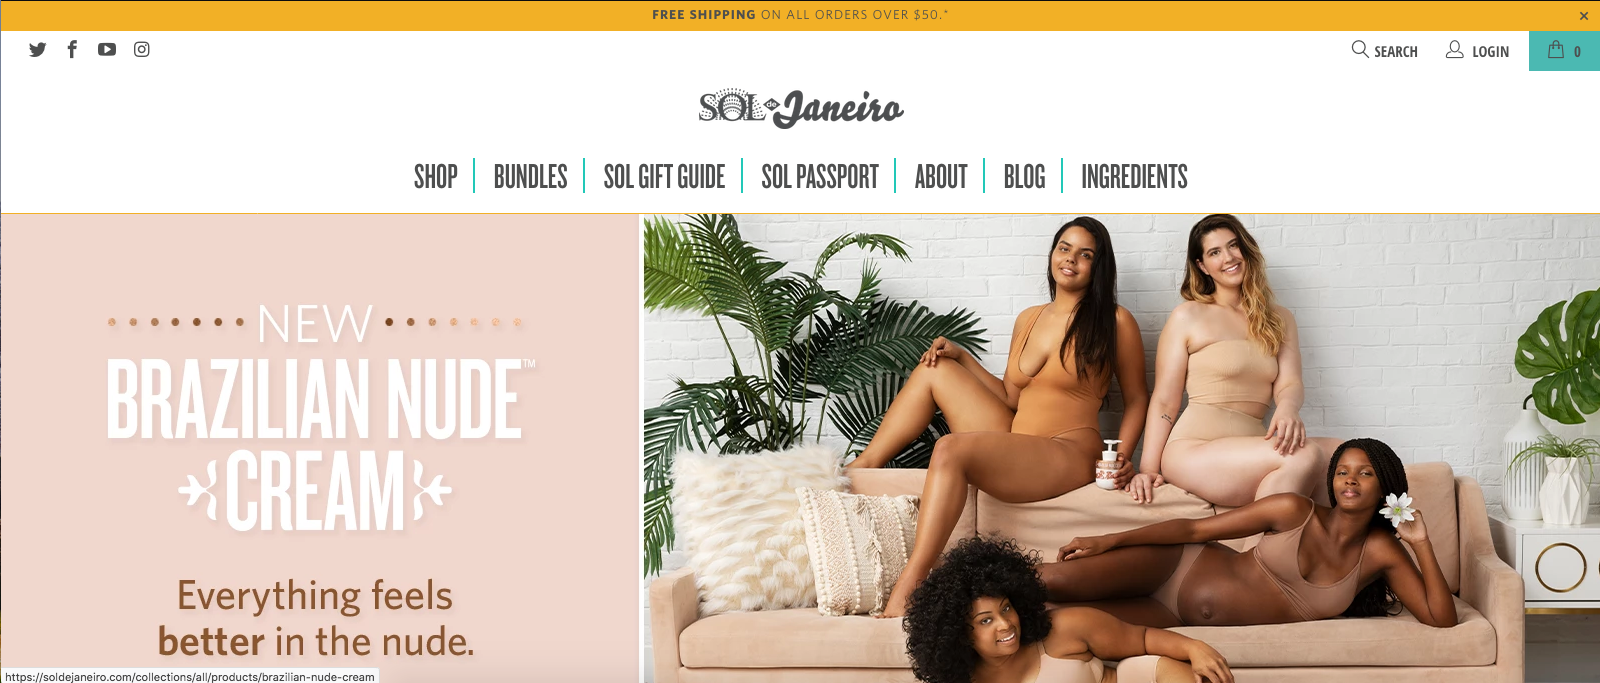 FREE SHIPPING ON ALL ORDERS OVER $50.*
SEARCH
LOGIN
0
SOL de Janeiro
SHOP
BUNDLES
SOL GIFT GUIDE
SOL PASSPORT
ABOUT
BLOG
INGREDIENTS
NEW
BRAZILIAN NUDE™
CREAM
Everything feels
better in the nude.
https://soldejaneiro.com/collections/all/products/brazilian-nude-cream